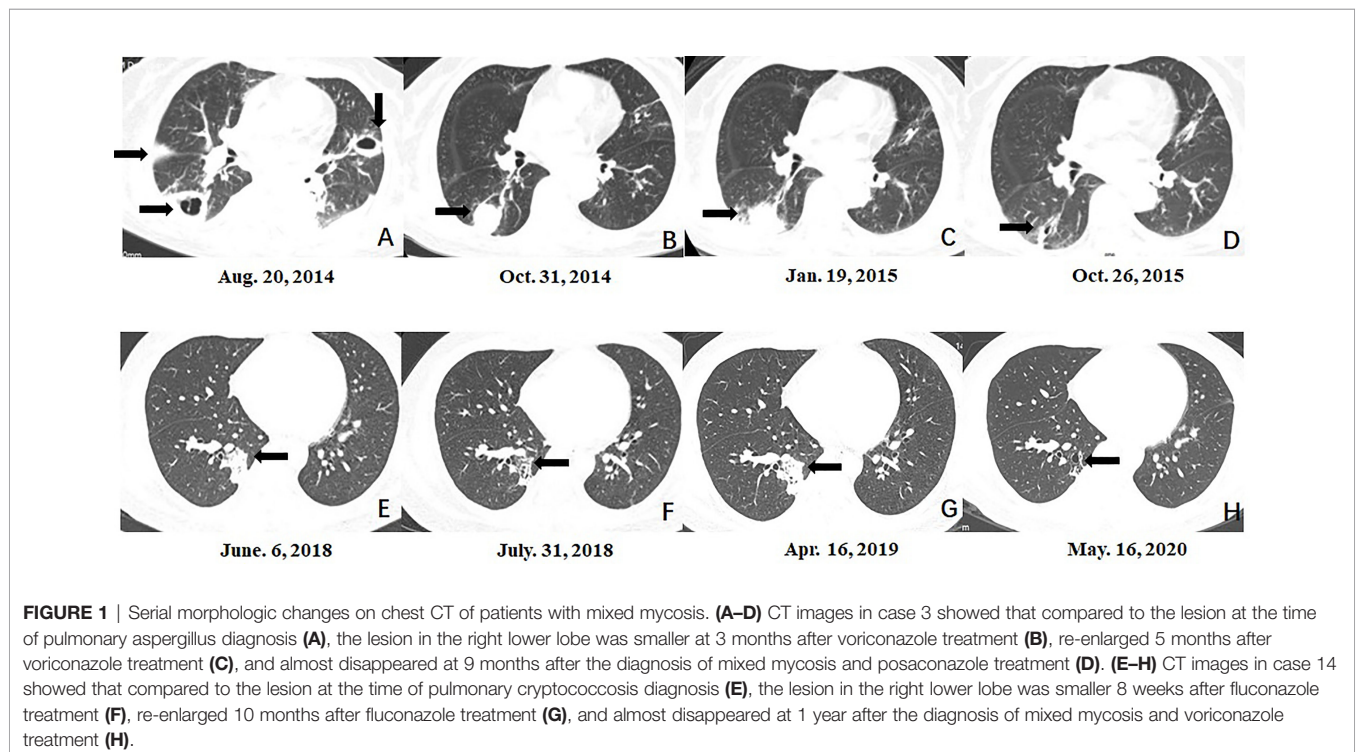 A
B
C
D
Aug. 20, 2014
Oct. 31, 2014
Jan. 19, 2015
Oct. 26, 2015
E
F
G
H
June. 6, 2018
July. 31, 2018
Apr. 16, 2019
May. 16, 2020
FIGURE 1 | Serial morphologic changes on chest CT of patients with mixed mycosis. (A–D) CT images in case 3 showed that compared to the lesion at the time
of pulmonary aspergillus diagnosis (A), the lesion in the right lower lobe was smaller at 3 months after voriconazole treatment (B), re-enlarged 5 months after
voriconazole treatment (C), and almost disappeared at 9 months after the diagnosis of mixed mycosis and posaconazole treatment (D). (E–H) CT images in case 14
showed that compared to the lesion at the time of pulmonary cryptococcosis diagnosis (E), the lesion in the right lower lobe was smaller 8 weeks after fluconazole
treatment (F), re-enlarged 10 months after fluconazole treatment (G), and almost disappeared at 1 year after the diagnosis of mixed mycosis and voriconazole
treatment (H).